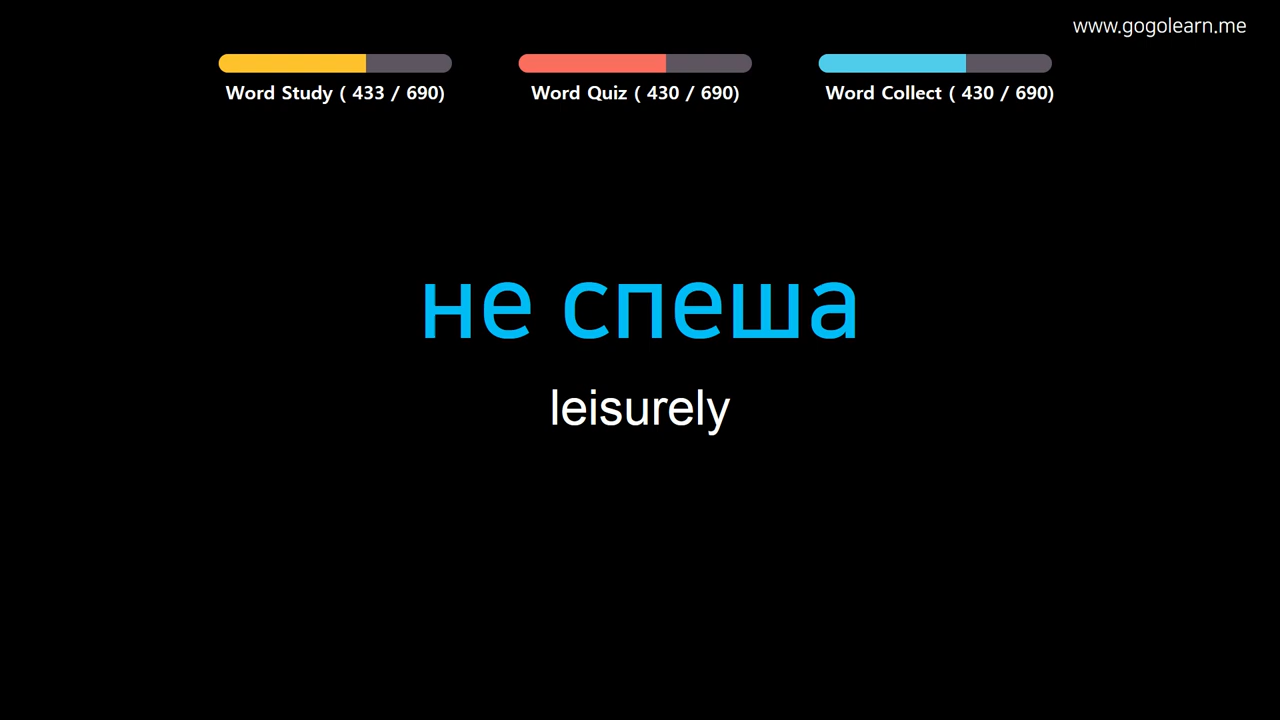 www.gogolearn.me
Word Study ( 433 / 690)
Word Quiz ( 430 / 690)
Word Collect ( 430 / 690)
не спеша
leisurely